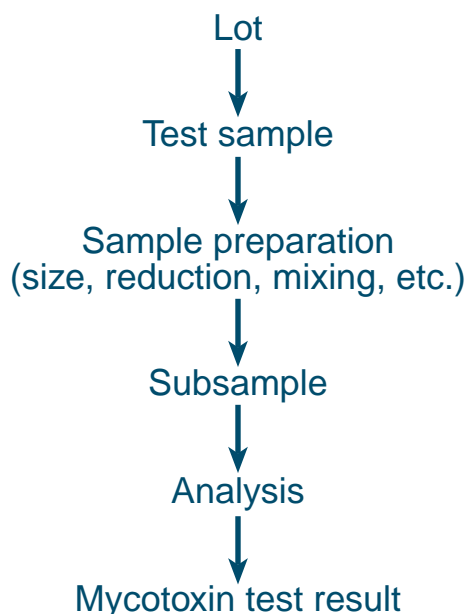 Lot
Test sample
Sample preparation
(size, reduction, mixing, etc.)
Subsample
Analysis
Mycotoxin test result